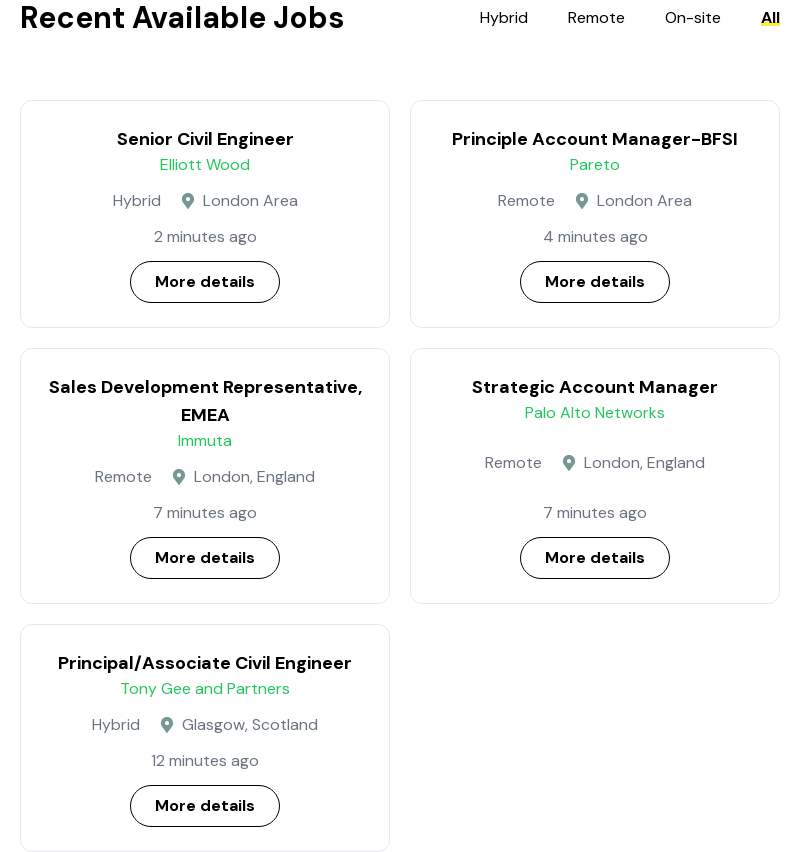 Recent Available Jobs
Hybrid Remote On-site All
Senior Civil Engineer
Elliott Wood
Hybrid London Area
2 minutes ago
More details
Principle Account Manager-BFSI
Pareto
Remote London Area
4 minutes ago
More details
Sales Development Representative,
EMEA
Immuta
Remote London, England
7 minutes ago
More details
Strategic Account Manager
Palo Alto Networks
Remote London, England
7 minutes ago
More details
Principal/Associate Civil Engineer
Tony Gee and Partners
Hybrid Glasgow, Scotland
12 minutes ago
More details